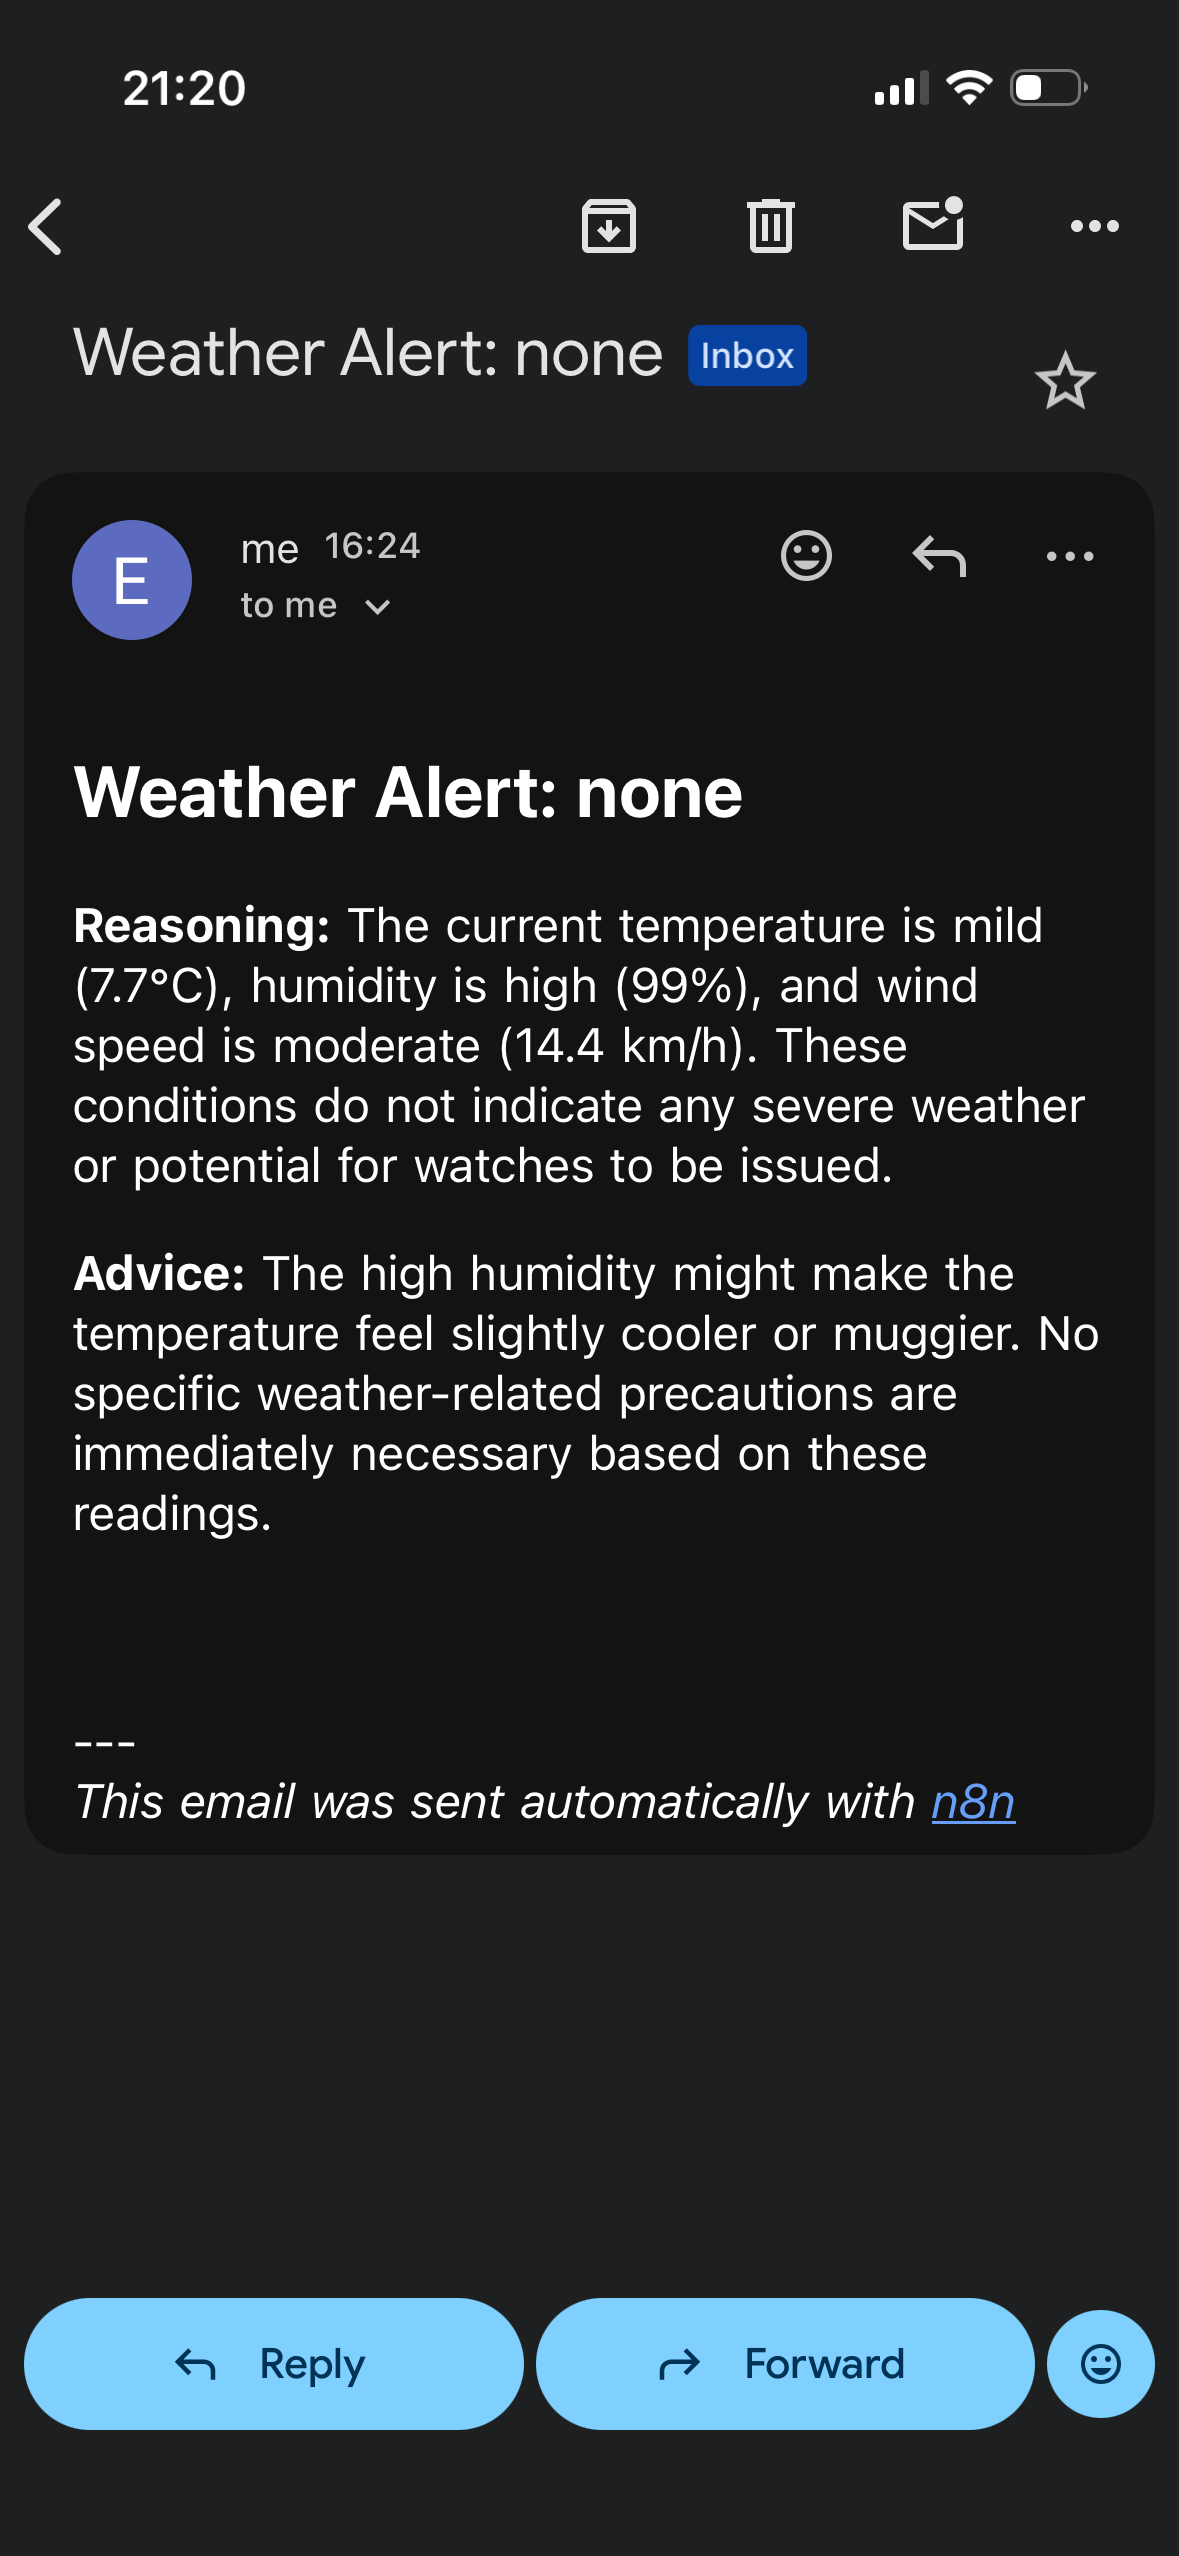 21:20
Weather Alert: none Inbox
E
me 16:24
to me
Weather Alert: none
Reasoning: The current temperature is mild
(7.7°C), humidity is high (99%), and wind
speed is moderate (14.4 km/h). These
conditions do not indicate any severe weather
or potential for watches to be issued.
Advice: The high humidity might make the
temperature feel slightly cooler or muggier. No
specific weather-related precautions are
immediately necessary based on these
readings.
---
This email was sent automatically with n8n
Reply
Forward